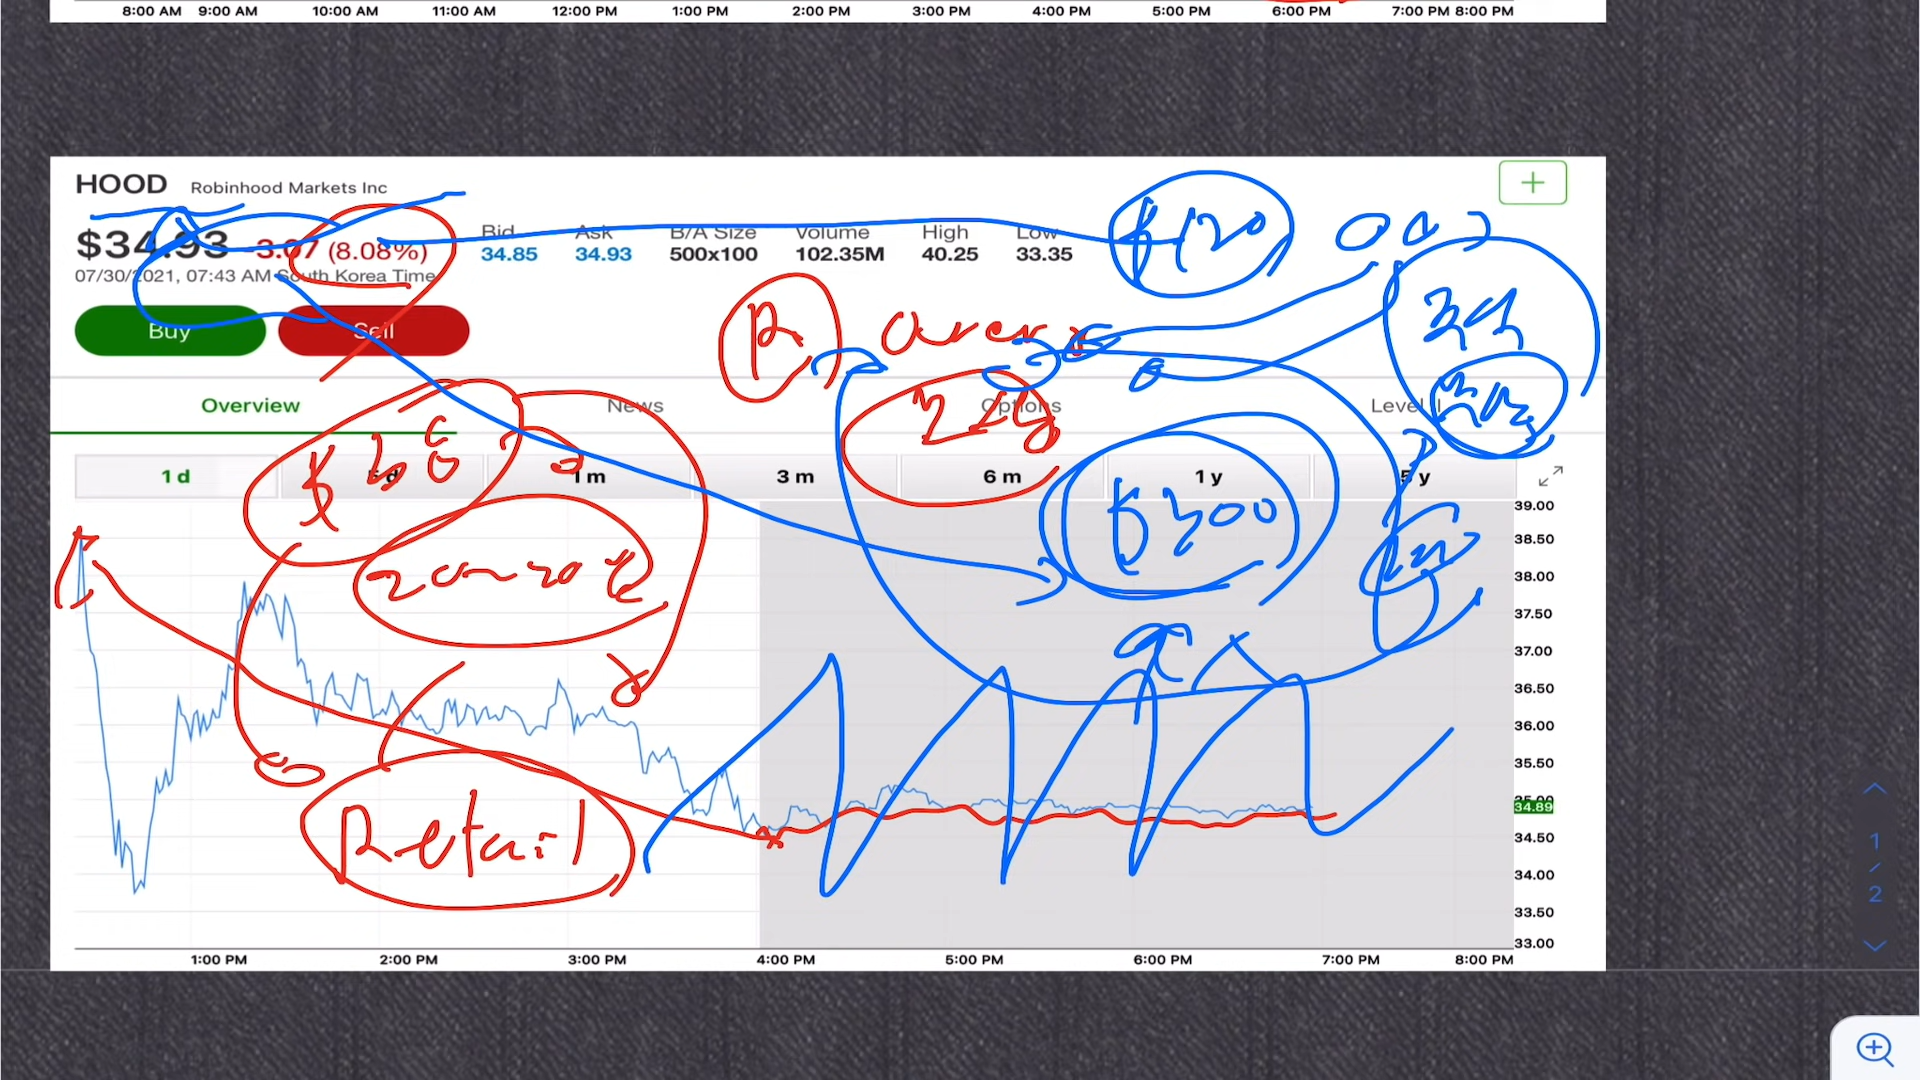 8:00 AM 9:00 AM 10:00 AM 11:00 AM 12:00 PM 1:00 PM 2:00 PM 3:00 PM 4:00 PM 5:00 PM 6:00 PM 7:00 PM 8:00 PM
HOOD Robinhood Markets Inc
$34.93 -3.07 (8.08%)
07/30/2021, 07:43 AM South Korea Time
Bid Ask B/A Size Volume High Low
34.85 34.93 500x100 102.35M 40.25 33.35
$120
Buy Sell
R
Overview News Options Level II
1 d 5 d 1 m 3 m 6 m 1 y 5 y
$300
39.00
38.50
38.00
37.50
37.00
36.50
36.00
35.50
35.00
34.89
34.50
34.00
33.50
33.00
Retail
1:00 PM 2:00 PM 3:00 PM 4:00 PM 5:00 PM 6:00 PM 7:00 PM 8:00 PM
1
/
2